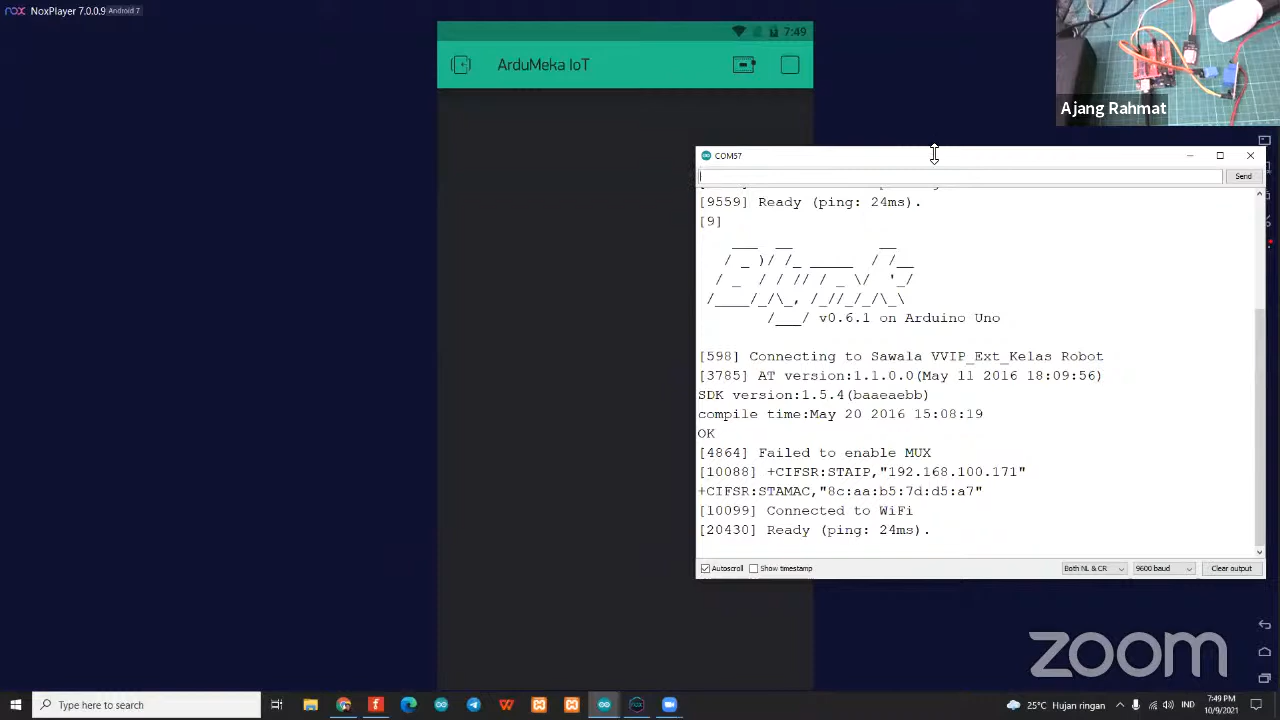 nox NoxPlayer 7.0.0.9 Android 7
7:49
ArduMeka IoT
Ajang Rahmat
COM57
Send
[9559] Ready (ping: 24ms).
[9]
Blynk
v0.6.1 on Arduino Uno
[598] Connecting to Sawala VVIP_Ext_Kelas Robot
[3785] AT version:1.1.0.0(May 11 2016 18:09:56)
SDK version:1.5.4(baaeaebb)
compile time:May 20 2016 15:08:19
OK
[4864] Failed to enable MUX
[10088] +CIFSR:STAIP,"192.168.100.171"
+CIFSR:STAMAC,"8c:aa:b5:7d:d5:a7"
[10099] Connected to WiFi
[20430] Ready (ping: 24ms).
Autoscroll Show timestamp Both NL & CR 9600 baud Clear output
zoom
Type here to search
25°C Hujan ringan IND 7:49 PM
10/9/2021